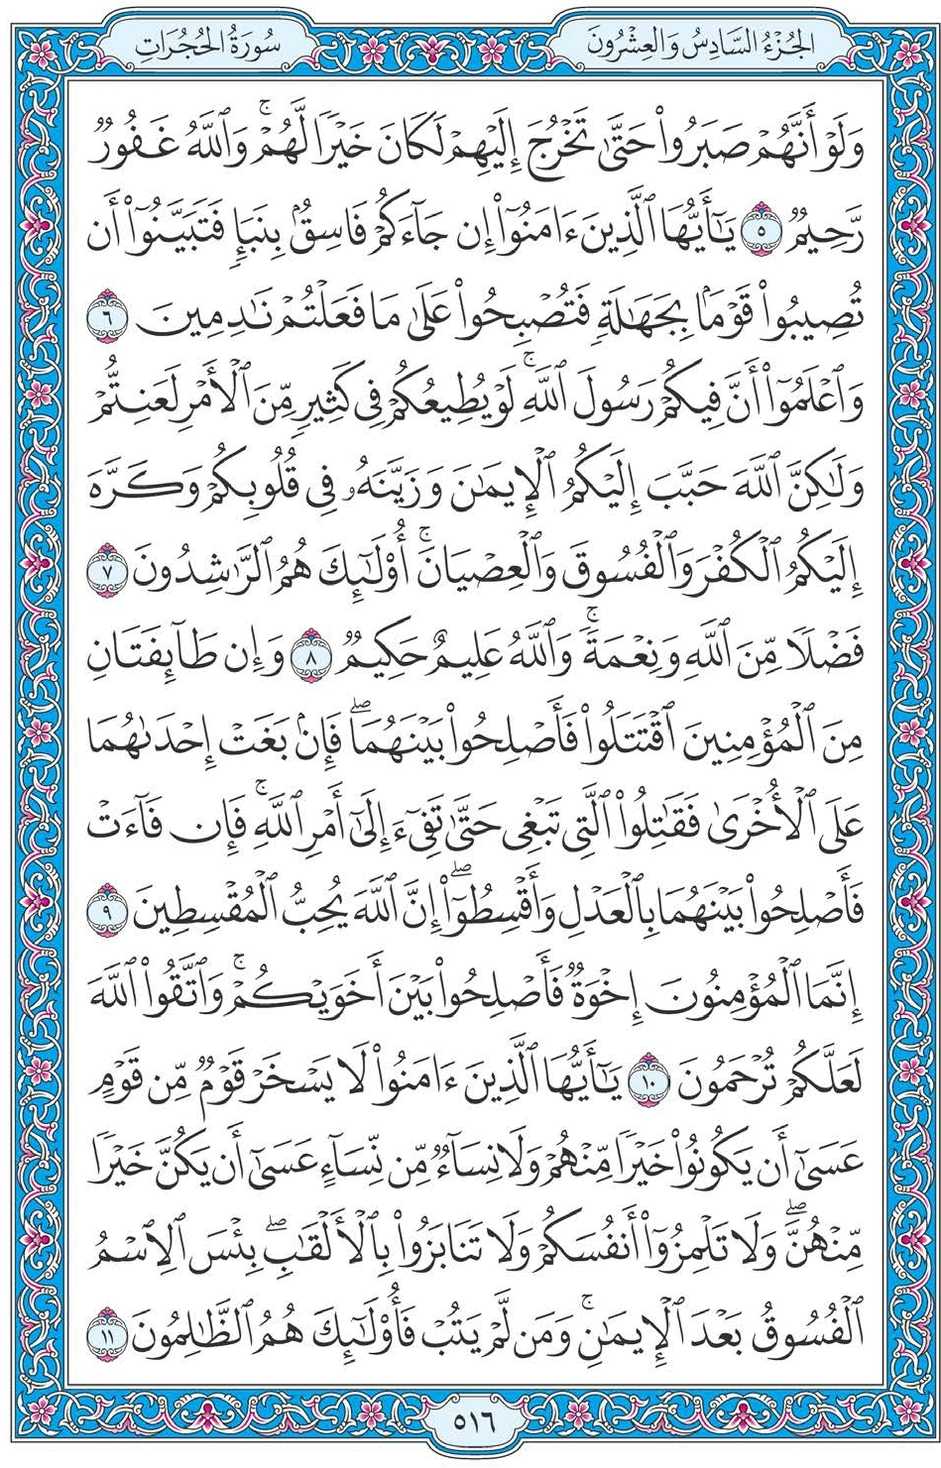 الجُزْءُ السَّادِسُ وَالعِشْرُونَ
سُورَةُ الحُجُرَاتِ
وَلَوۡ أَنَّهُمۡ صَبَرُواْ حَتَّىٰ تَخۡرُجَ إِلَيۡهِمۡ لَكَانَ خَيۡرٗا لَّهُمۡۚ وَٱللَّهُ غَفُورٞ
رَّحِيمٞ ٥ يَٰٓأَيُّهَا ٱلَّذِينَ ءَامَنُوٓاْ إِن جَآءَكُمۡ فَاسِقُۢ بِنَبَإٖ فَتَبَيَّنُوٓاْ أَن
تُصِيبُواْ قَوۡمَۢا بِجَهَٰلَةٖ فَتُصۡبِحُواْ عَلَىٰ مَا فَعَلۡتُمۡ نَٰدِمِينَ ٦
وَٱعۡلَمُوٓاْ أَنَّ فِيكُمۡ رَسُولَ ٱللَّهِۚ لَوۡ يُطِيعُكُمۡ فِي كَثِيرٖ مِّنَ ٱلۡأَمۡرِ لَعَنِتُّمۡ
وَلَٰكِنَّ ٱللَّهَ حَبَّبَ إِلَيۡكُمُ ٱلۡإِيمَٰنَ وَزَيَّنَهُۥ فِي قُلُوبِكُمۡ وَكَرَّهَ
إِلَيۡكُمُ ٱلۡكُفۡرَ وَٱلۡفُسُوقَ وَٱلۡعِصۡيَانَۚ أُوْلَٰٓئِكَ هُمُ ٱلرَّٰشِدُونَ ٧
فَضۡلٗا مِّنَ ٱللَّهِ وَنِعۡمَةٗۚ وَٱللَّهُ عَلِيمٌ حَكِيمٞ ٨ وَإِن طَآئِفَتَانِ
مِنَ ٱلۡمُؤۡمِنِينَ ٱقۡتَتَلُواْ فَأَصۡلِحُواْ بَيۡنَهُمَاۖ فَإِنۢ بَغَتۡ إِحۡدَىٰهُمَا
عَلَى ٱلۡأُخۡرَىٰ فَقَٰتِلُواْ ٱلَّتِي تَبۡغِي حَتَّىٰ تَفِيٓءَ إِلَىٰٓ أَمۡرِ ٱللَّهِۚ فَإِن فَآءَتۡ
فَأَصۡلِحُواْ بَيۡنَهُمَا بِٱلۡعَدۡلِ وَأَقۡسِطُوٓاْۖ إِنَّ ٱللَّهَ يُحِبُّ ٱلۡمُقۡسِطِينَ ٩
إِنَّمَا ٱلۡمُؤۡمِنُونَ إِخۡوَةٞ فَأَصۡلِحُواْ بَيۡنَ أَخَوَيۡكُمۡۚ وَٱتَّقُواْ ٱللَّهَ
لَعَلَّكُمۡ تُرۡحَمُونَ ١٠ يَٰٓأَيُّهَا ٱلَّذِينَ ءَامَنُواْ لَا يَسۡخَرۡ قَوۡمٞ مِّن قَوۡمٍ
عَسَىٰٓ أَن يَكُونُواْ خَيۡرٗا مِّنۡهُمۡ وَلَا نِسَآءٞ مِّن نِّسَآءٍ عَسَىٰٓ أَن يَكُنَّ خَيۡرٗا
مِّنۡهُنَّۖ وَلَا تَلۡمِزُوٓاْ أَنفُسَكُمۡ وَلَا تَنَابَزُواْ بِٱلۡأَلۡقَٰبِۖ بِئۡسَ ٱلِٱسۡمُ
ٱلۡفُسُوقُ بَعۡدَ ٱلۡإِيمَٰنِۚ وَمَن لَّمۡ يَتُبۡ فَأُوْلَٰٓئِكَ هُمُ ٱلظَّٰلِمُونَ ١١
٥١٦